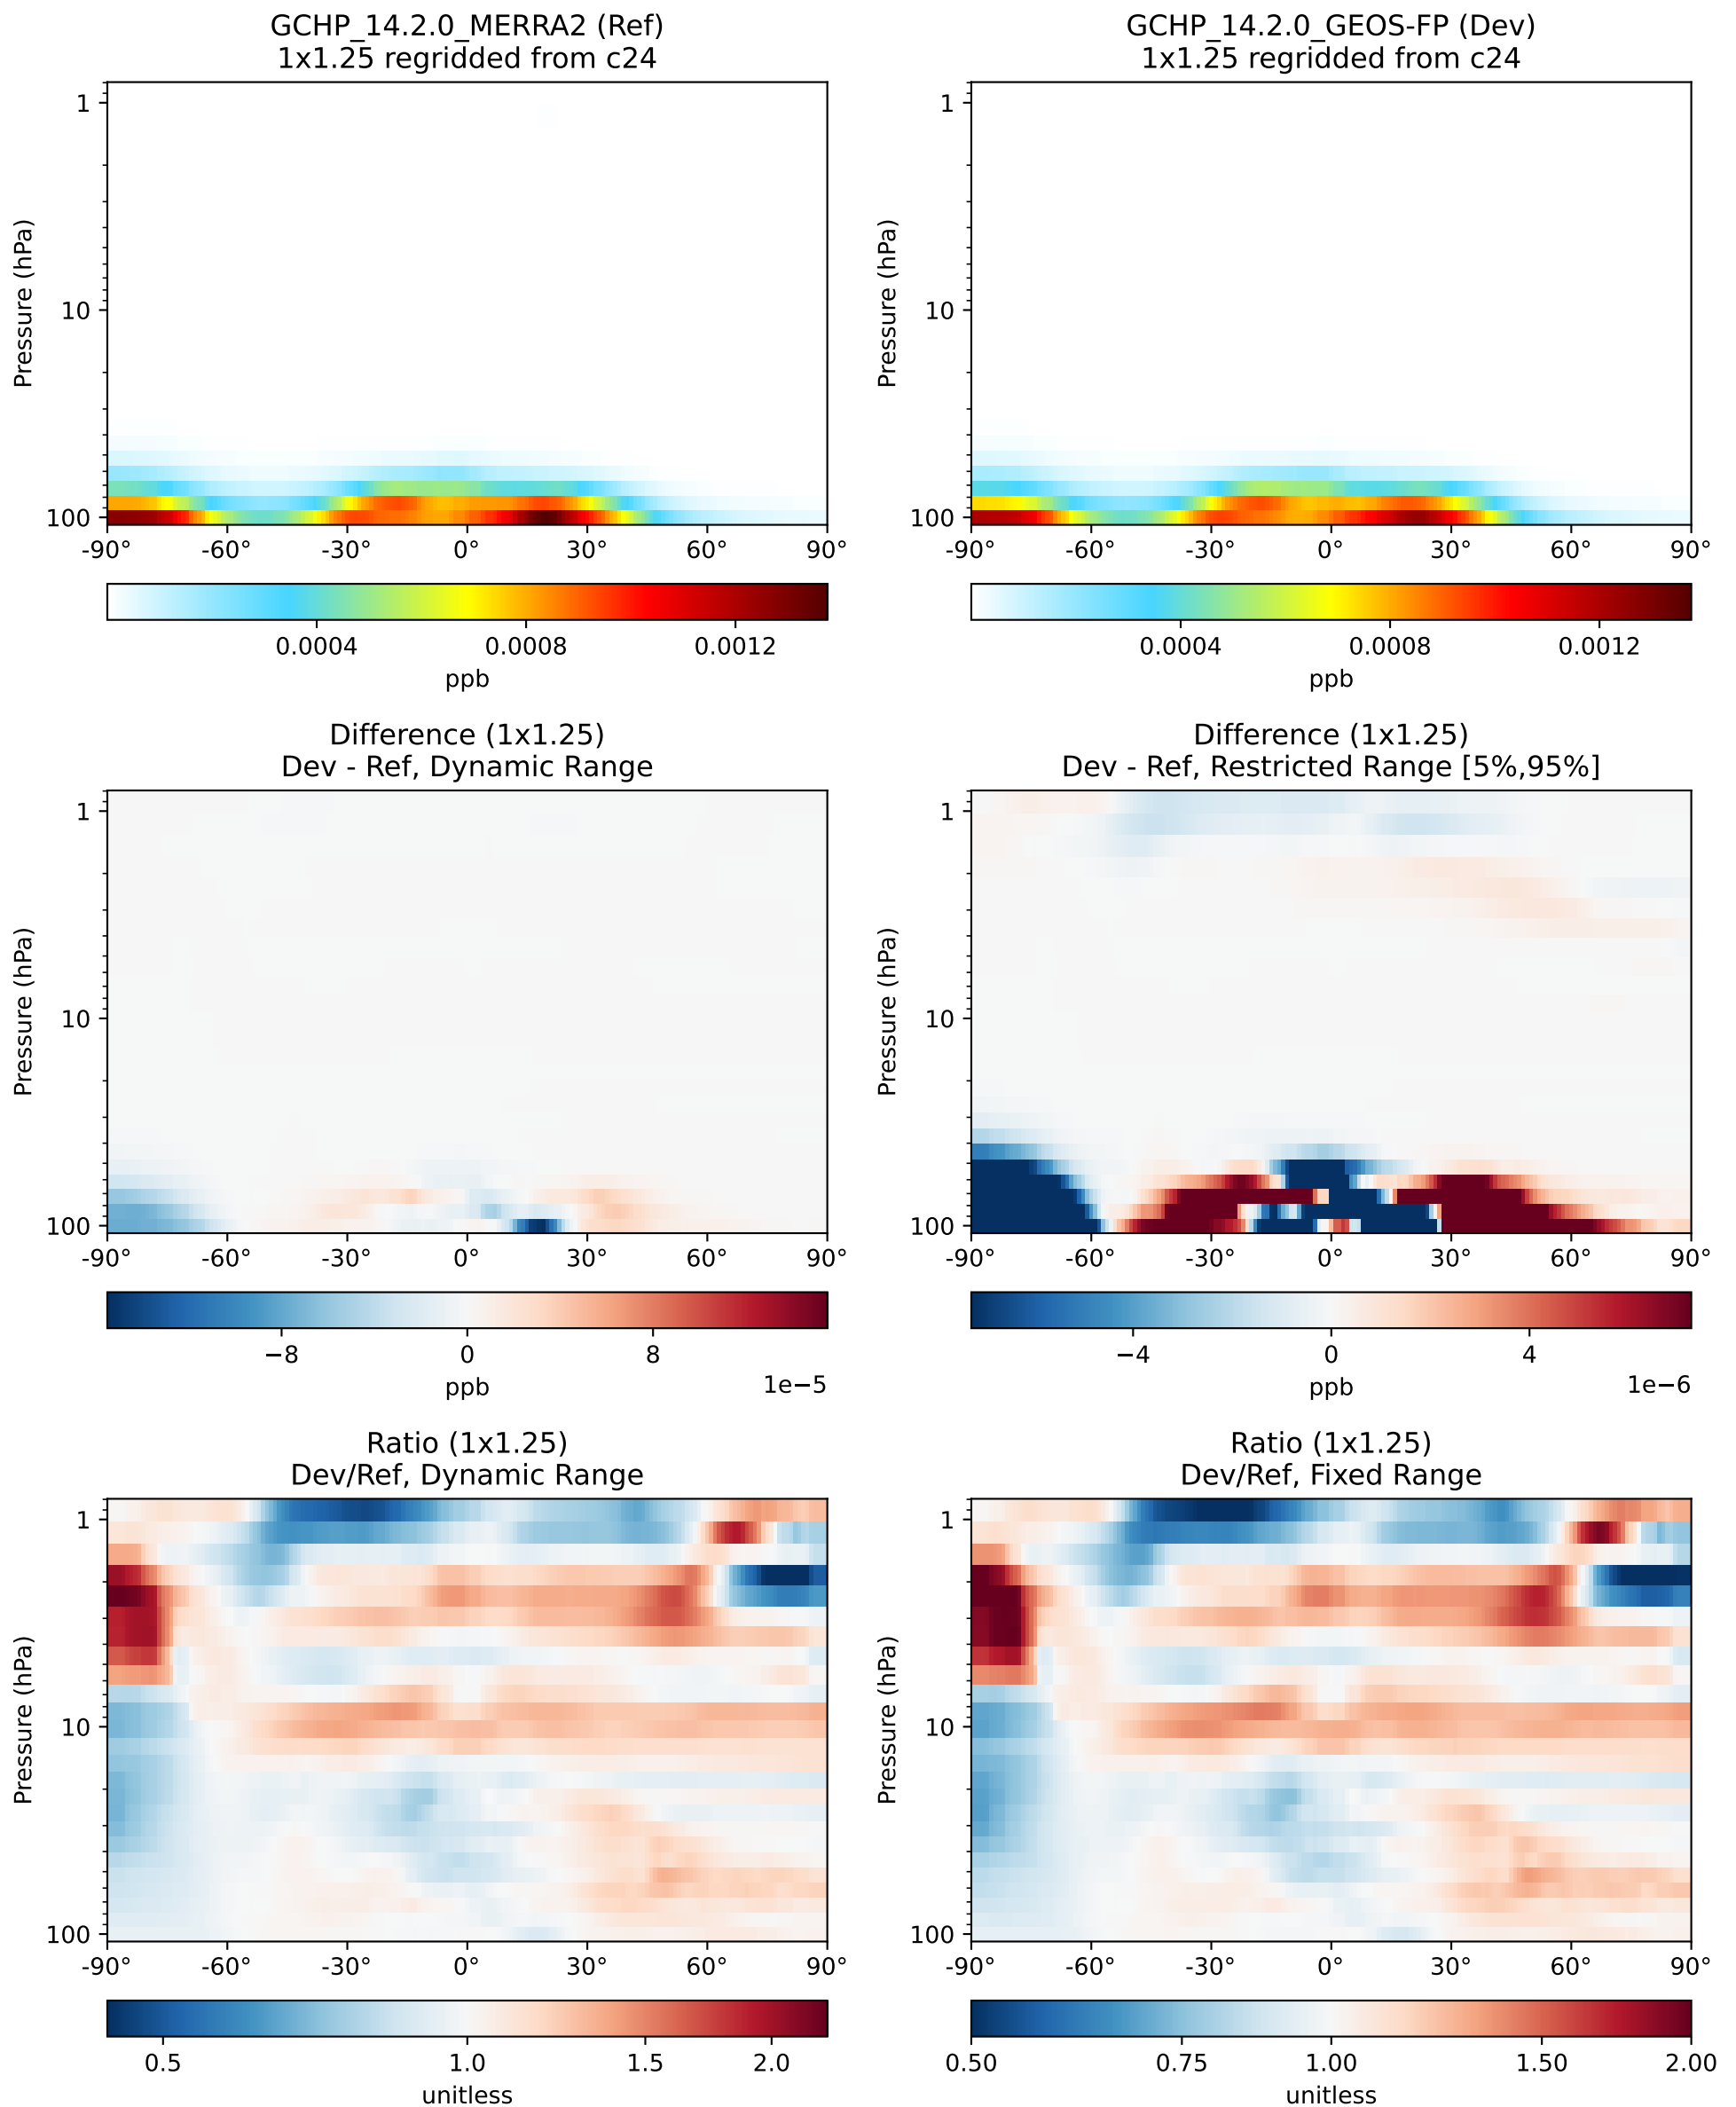 GCHP_14.2.0_MERRA2 (Ref)
1x1.25 regridded from c24
Pressure (hPa)
1
10
100
-90° -60° -30° 0° 30° 60° 90°
0.0004 0.0008 0.0012
ppb
GCHP_14.2.0_GEOS-FP (Dev)
1x1.25 regridded from c24
Pressure (hPa)
1
10
100
-90° -60° -30° 0° 30° 60° 90°
0.0004 0.0008 0.0012
ppb
Difference (1x1.25)
Dev - Ref, Dynamic Range
Pressure (hPa)
1
10
100
-90° -60° -30° 0° 30° 60° 90°
−8 0 8
1e−5
ppb
Difference (1x1.25)
Dev - Ref, Restricted Range [5%,95%]
Pressure (hPa)
1
10
100
-90° -60° -30° 0° 30° 60° 90°
−4 0 4
1e−6
ppb
Ratio (1x1.25)
Dev/Ref, Dynamic Range
Pressure (hPa)
1
10
100
-90° -60° -30° 0° 30° 60° 90°
0.5 1.0 1.5 2.0
unitless
Ratio (1x1.25)
Dev/Ref, Fixed Range
Pressure (hPa)
1
10
100
-90° -60° -30° 0° 30° 60° 90°
0.50 0.75 1.00 1.50 2.00
unitless